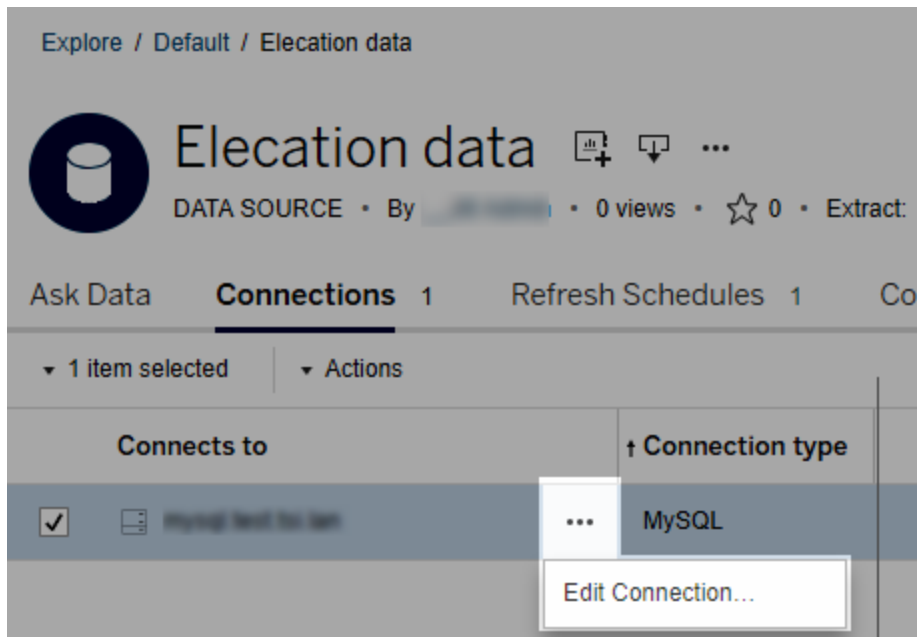 Explore / Default / Elecation data
Elecation data
DATA SOURCE • By • 0 views • 0 • Extract:
Ask Data Connections 1 Refresh Schedules 1 Co
1 item selected Actions
Connects to ↑ Connection type
••• MySQL
Edit Connection...